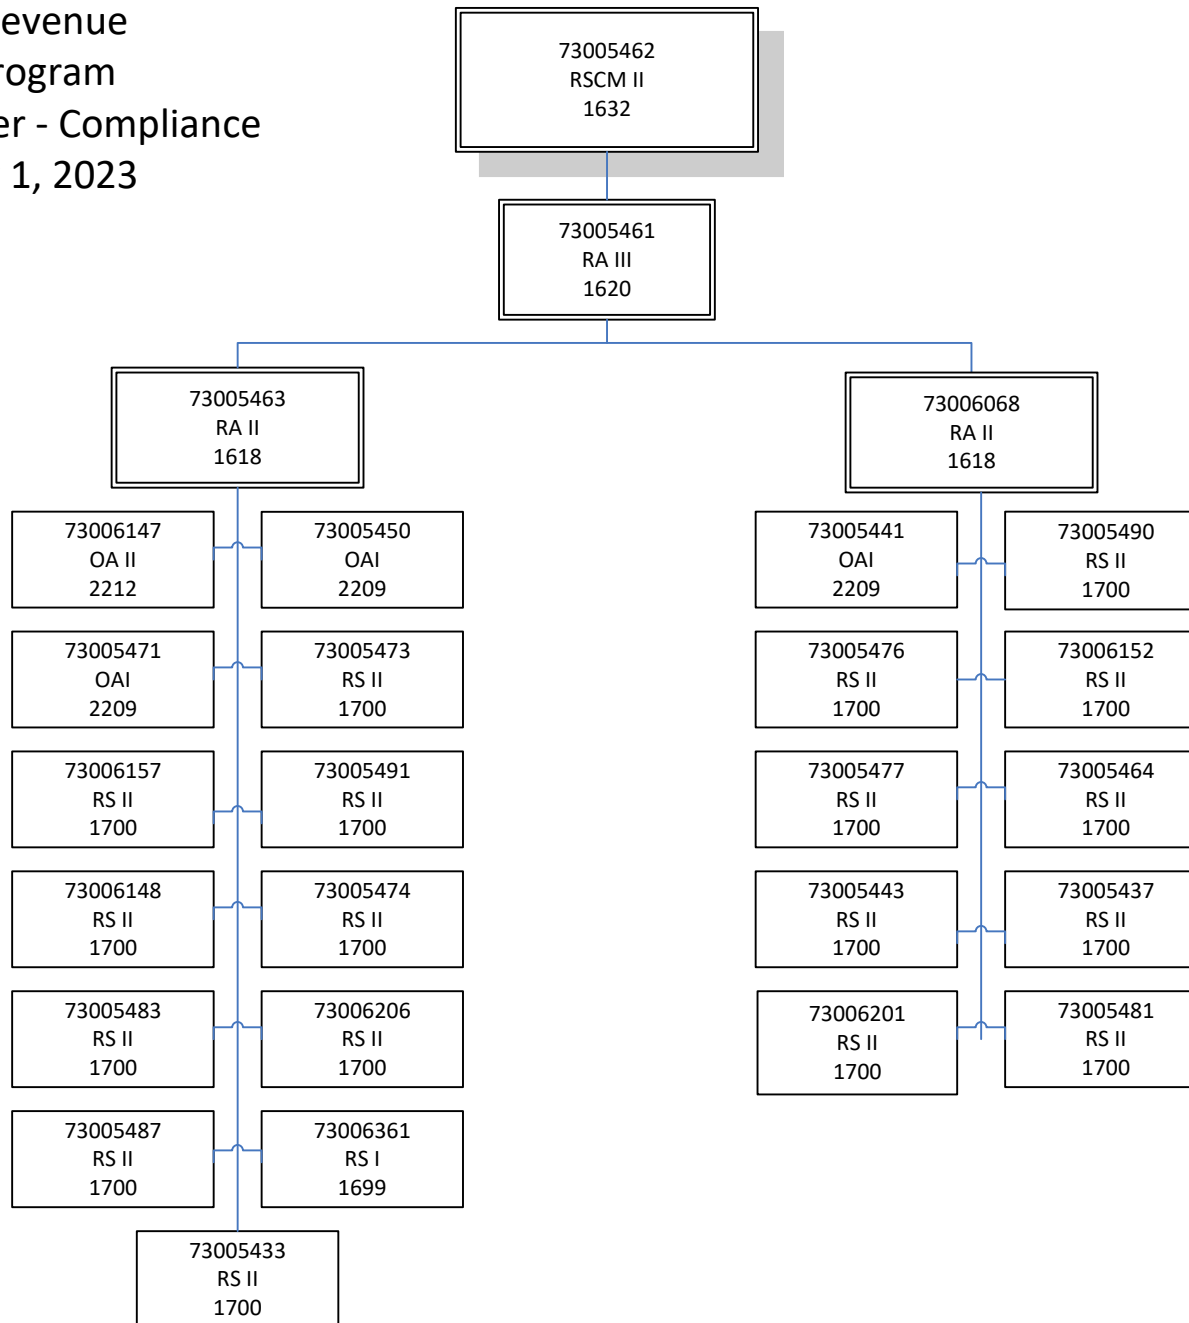 evenue
rogram
er - Compliance
1, 2023
73005462
RSCM II
1632
73005461
RA III
1620
73005463
RA II
1618
73006068
RA II
1618
73006147
OA II
2212
73005450
OAI
2209
73005441
OAI
2209
73005490
RS II
1700
73005471
OAI
2209
73005473
RS II
1700
73005476
RS II
1700
73006152
RS II
1700
73006157
RS II
1700
73005491
RS II
1700
73005477
RS II
1700
73005464
RS II
1700
73006148
RS II
1700
73005474
RS II
1700
73005443
RS II
1700
73005437
RS II
1700
73005483
RS II
1700
73006206
RS II
1700
73006201
RS II
1700
73005481
RS II
1700
73005487
RS II
1700
73006361
RS I
1699
73005433
RS II
1700